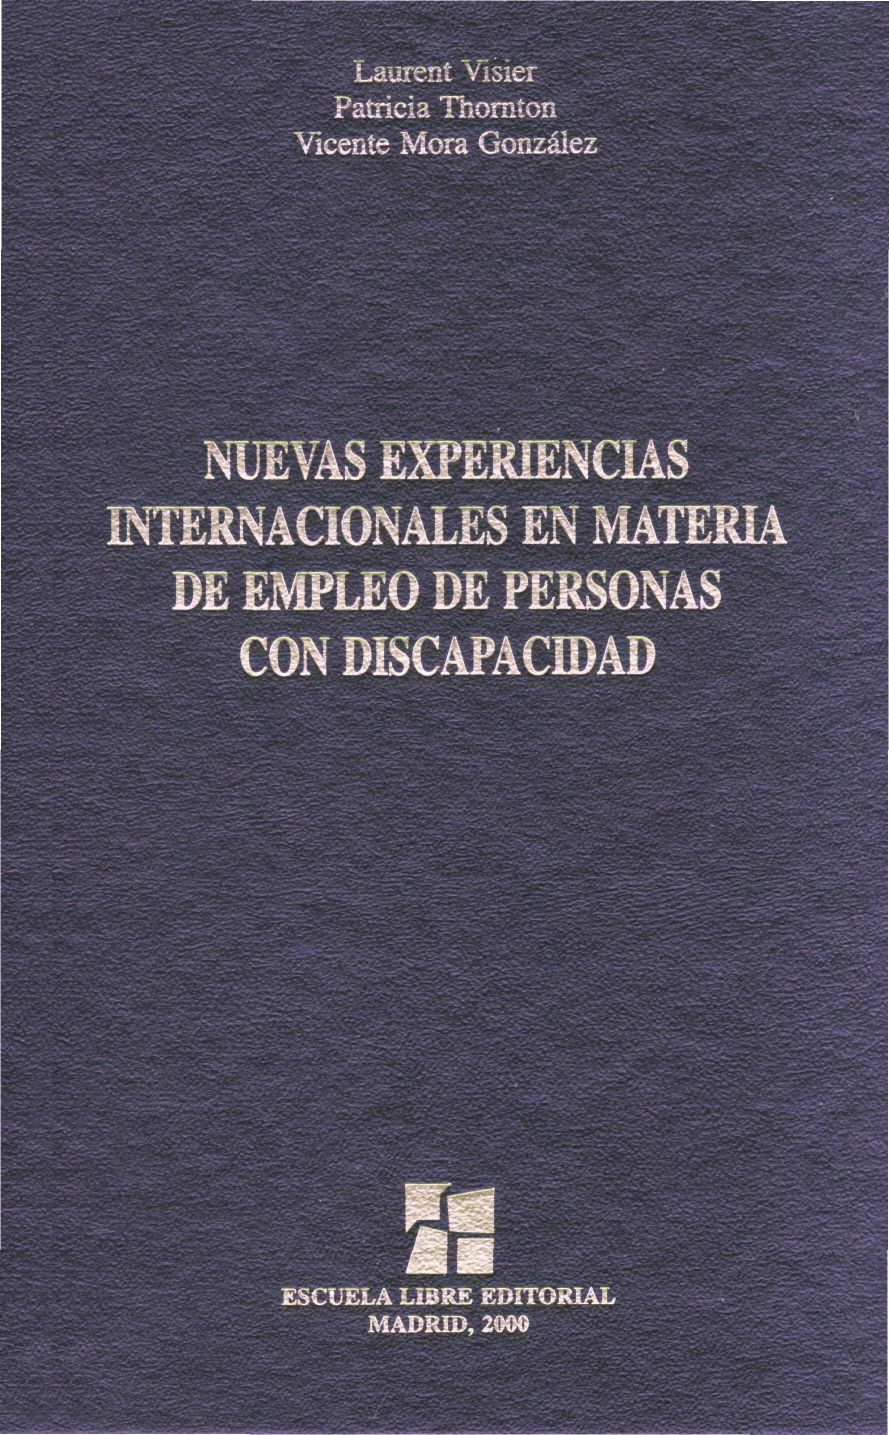 Laurent Visier
Patricia Thornton
Vicente Mora González
NUEVAS EXPERIENCIAS
INTERNACIONALES EN MATERIA
DE EMPLEO DE PERSONAS
CON DISCAPACIDAD
ESCUELA LIBRE EDITORIAL
MADRID, 2000